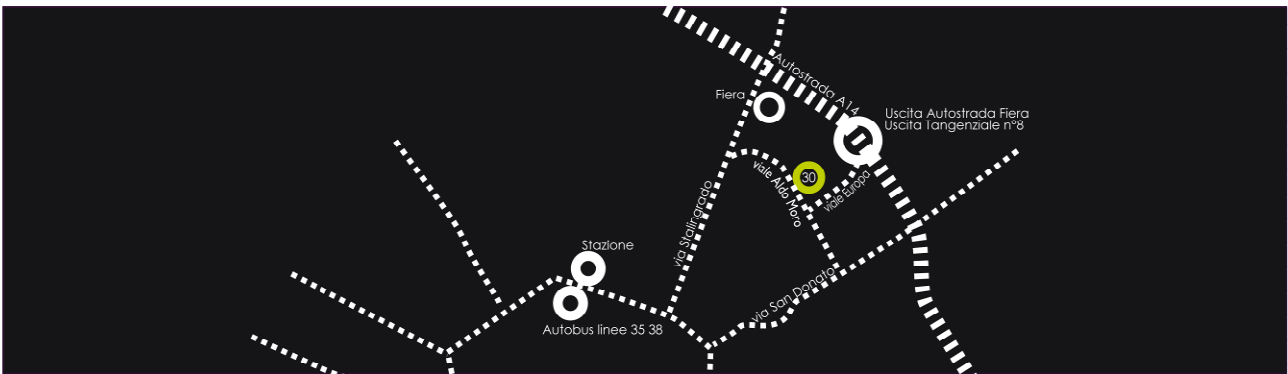 Autostrada A14
Fiera
Uscita Autostrada Fiera
Uscita Tangenziale n°8
viale Aldo Moro
30
viale Europa
via Stalingrado
Stazione
via San Donato
Autobus linee 35 38